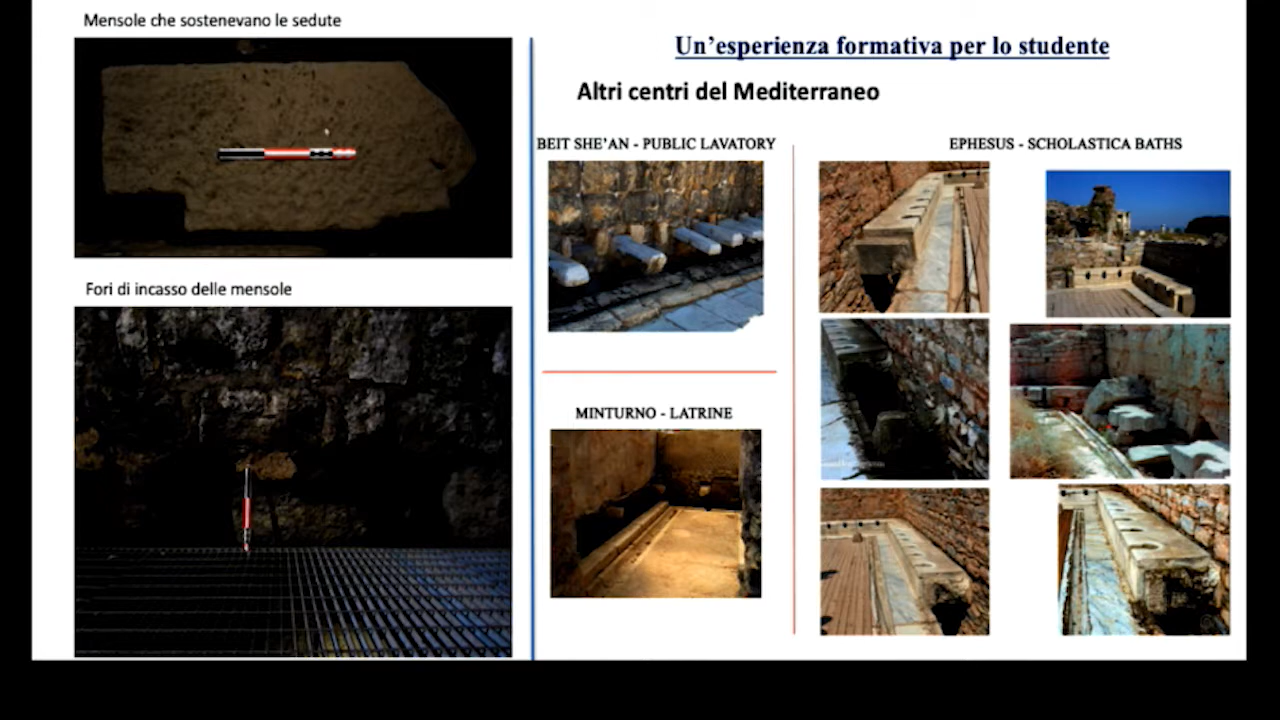 Mensole che sostenevano le sedute
Fori di incasso delle mensole
Un'esperienza formativa per lo studente
Altri centri del Mediterraneo
BEIT SHE'AN - PUBLIC LAVATORY
MINTURNO - LATRINE
EPHESUS - SCHOLASTICA BATHS